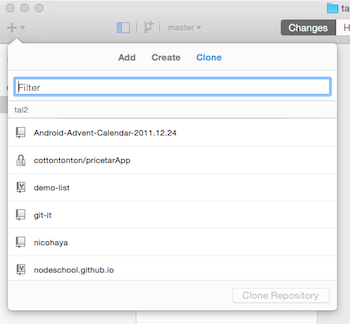 tai
master
Changes
H
Add Create Clone
Filter
tai2
Android-Advent-Calendar-2011.12.24
cottontonton/pricetarApp
demo-list
git-it
nicohaya
nodeschool.github.io
Clone Repository